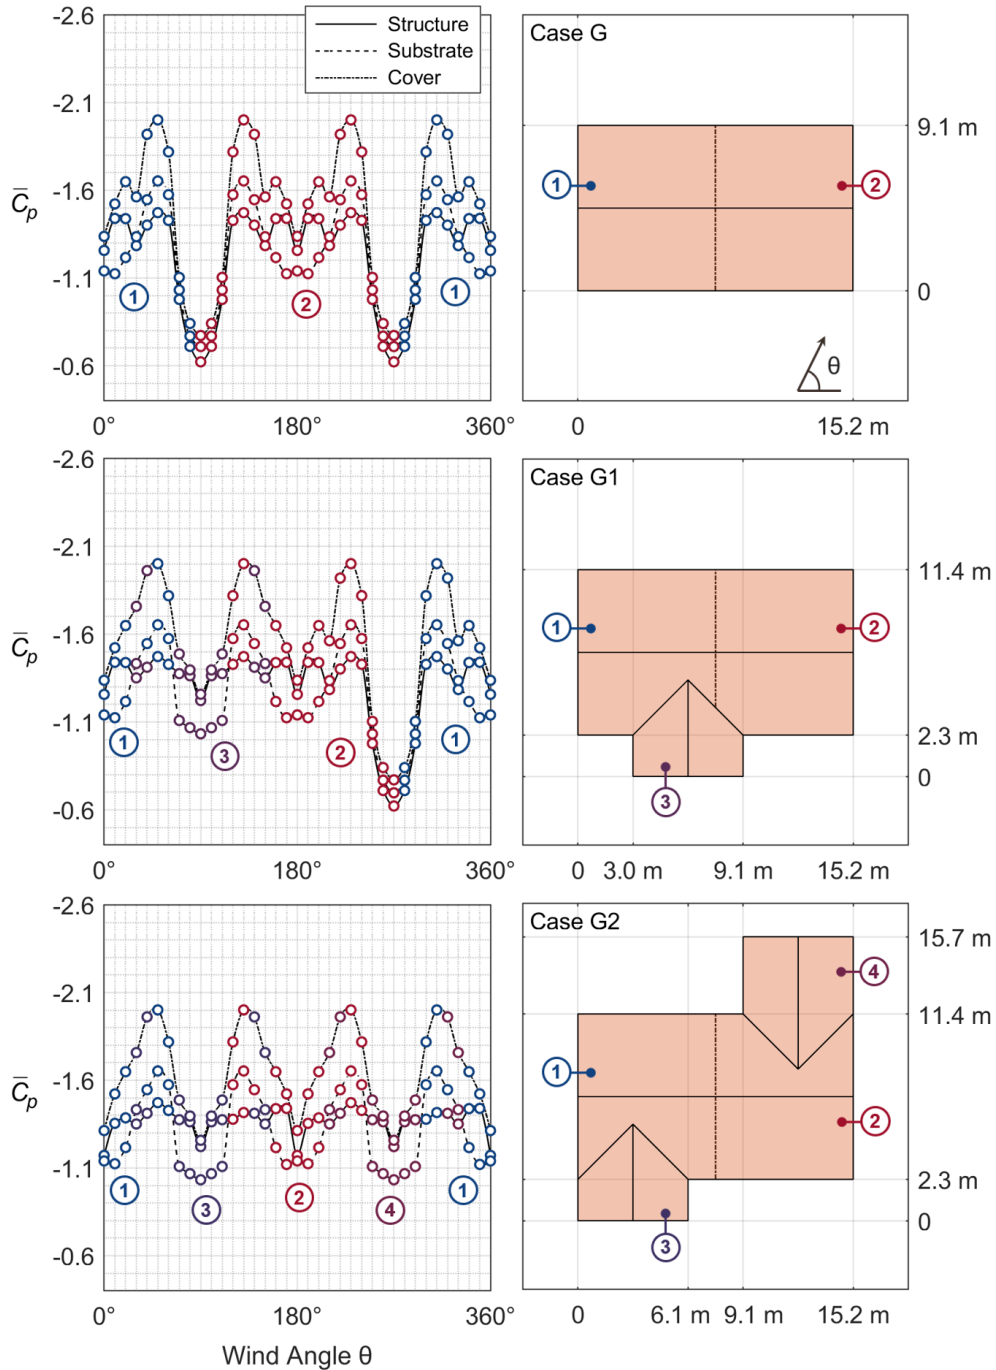 -2.6
-2.1
-1.6
-1.1
-0.6
C̅p
Structure
Substrate
Cover
1
2
1
0°
180°
360°
Case G
1
2
9.1 m
0
θ
0
15.2 m
-2.6
-2.1
-1.6
-1.1
-0.6
C̅p
1
3
2
1
0°
180°
360°
Case G1
11.4 m
1
2
2.3 m
0
3
0
3.0 m
9.1 m
15.2 m
-2.6
-2.1
-1.6
-1.1
-0.6
C̅p
1
3
2
4
1
0°
180°
360°
Wind Angle θ
Case G2
15.7 m
4
11.4 m
1
2
2.3 m
0
3
0
6.1 m
9.1 m
15.2 m